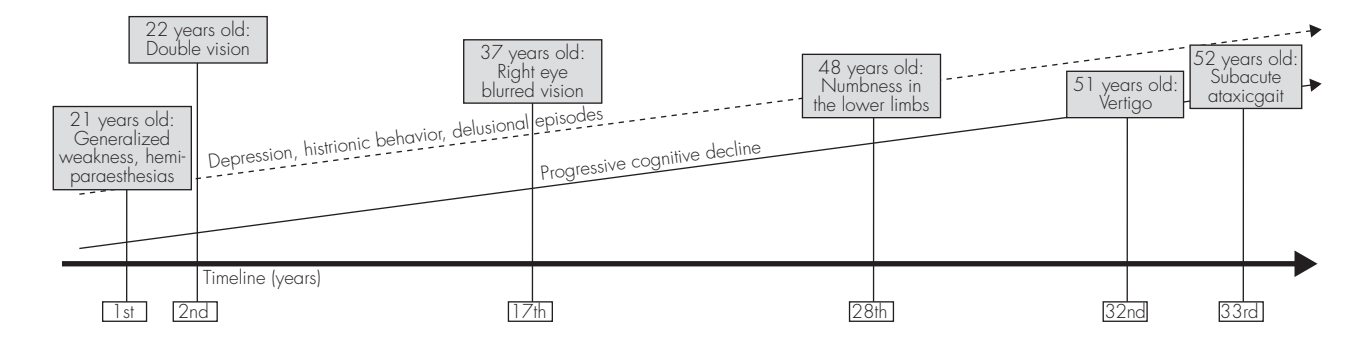 22 years old:
Double vision
37 years old:
Right eye
blurred vision
48 years old:
Numbness in
the lower limbs
51 years old:
Vertigo
52 years old:
Subacute
ataxicgait
21 years old:
Generalized
weakness, hemi-
paraesthesias
Depression, histrionic behavior, delusional episodes
Progressive cognitive decline
Timeline (years)
1st
2nd
17th
28th
32nd
33rd